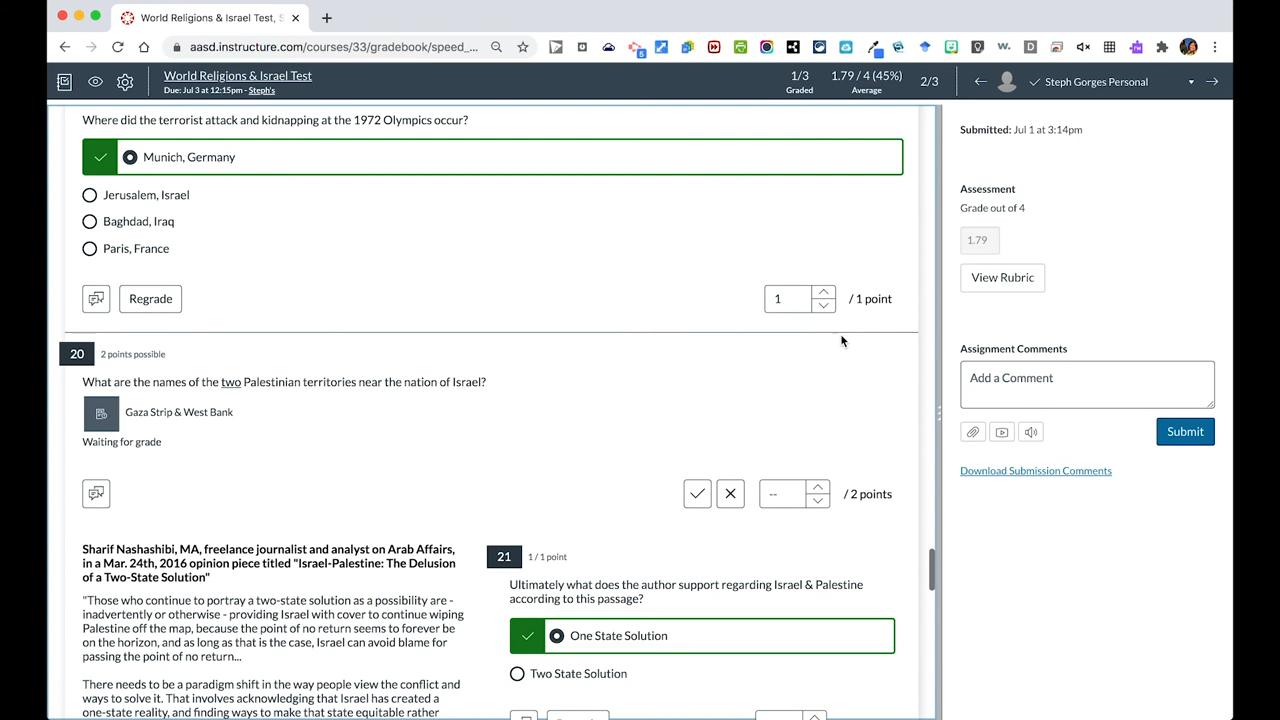 World Religions & Israel Test, S
aasd.instructure.com/courses/33/gradebook/speed_...
World Religions & Israel Test
Due: Jul 3 at 12:15pm - Steph's
1/3
Graded
1.79 / 4 (45%)
Average
2/3
Steph Gorges Personal
Where did the terrorist attack and kidnapping at the 1972 Olympics occur?
Munich, Germany
Jerusalem, Israel
Baghdad, Iraq
Paris, France
Regrade
1
/ 1 point
20
2 points possible
What are the names of the two Palestinian territories near the nation of Israel?
Gaza Strip & West Bank
Waiting for grade
--
/ 2 points
Sharif Nashashibi, MA, freelance journalist and analyst on Arab Affairs,
in a Mar. 24th, 2016 opinion piece titled "Israel-Palestine: The Delusion
of a Two-State Solution"
"Those who continue to portray a two-state solution as a possibility are -
inadvertently or otherwise - providing Israel with cover to continue wiping
Palestine off the map, because the point of no return seems to forever be
on the horizon, and as long as that is the case, Israel can avoid blame for
passing the point of no return...
There needs to be a paradigm shift in the way people view the conflict and
ways to solve it. That involves acknowledging that Israel has created a
one-state reality, and finding ways to make that state equitable rather
21
1 / 1 point
Ultimately what does the author support regarding Israel & Palestine
according to this passage?
One State Solution
Two State Solution
Submitted: Jul 1 at 3:14pm
Assessment
Grade out of 4
1.79
View Rubric
Assignment Comments
Add a Comment
Submit
Download Submission Comments